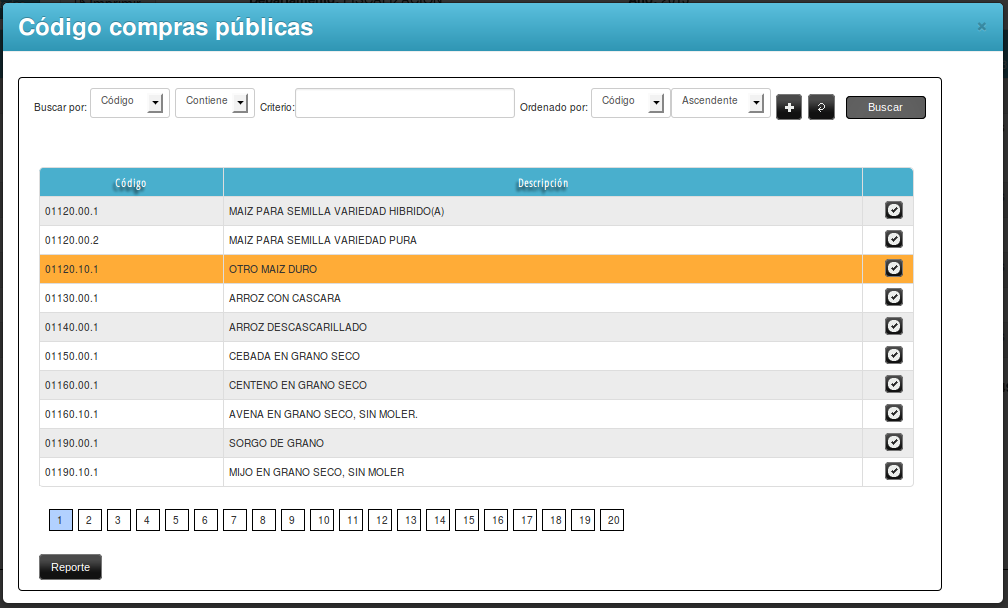 Código compras públicas ×
Buscar por: Código Contiene Criterio: Ordenado por: Código Ascendente Buscar
Código Descripción
01120.00.1 MAIZ PARA SEMILLA VARIEDAD HIBRIDO(A)
01120.00.2 MAIZ PARA SEMILLA VARIEDAD PURA
01120.10.1 OTRO MAIZ DURO
01130.00.1 ARROZ CON CASCARA
01140.00.1 ARROZ DESCASCARILLADO
01150.00.1 CEBADA EN GRANO SECO
01160.00.1 CENTENO EN GRANO SECO
01160.10.1 AVENA EN GRANO SECO, SIN MOLER.
01190.00.1 SORGO DE GRANO
01190.10.1 MIJO EN GRANO SECO, SIN MOLER
1 2 3 4 5 6 7 8 9 10 11 12 13 14 15 16 17 18 19 20
Reporte